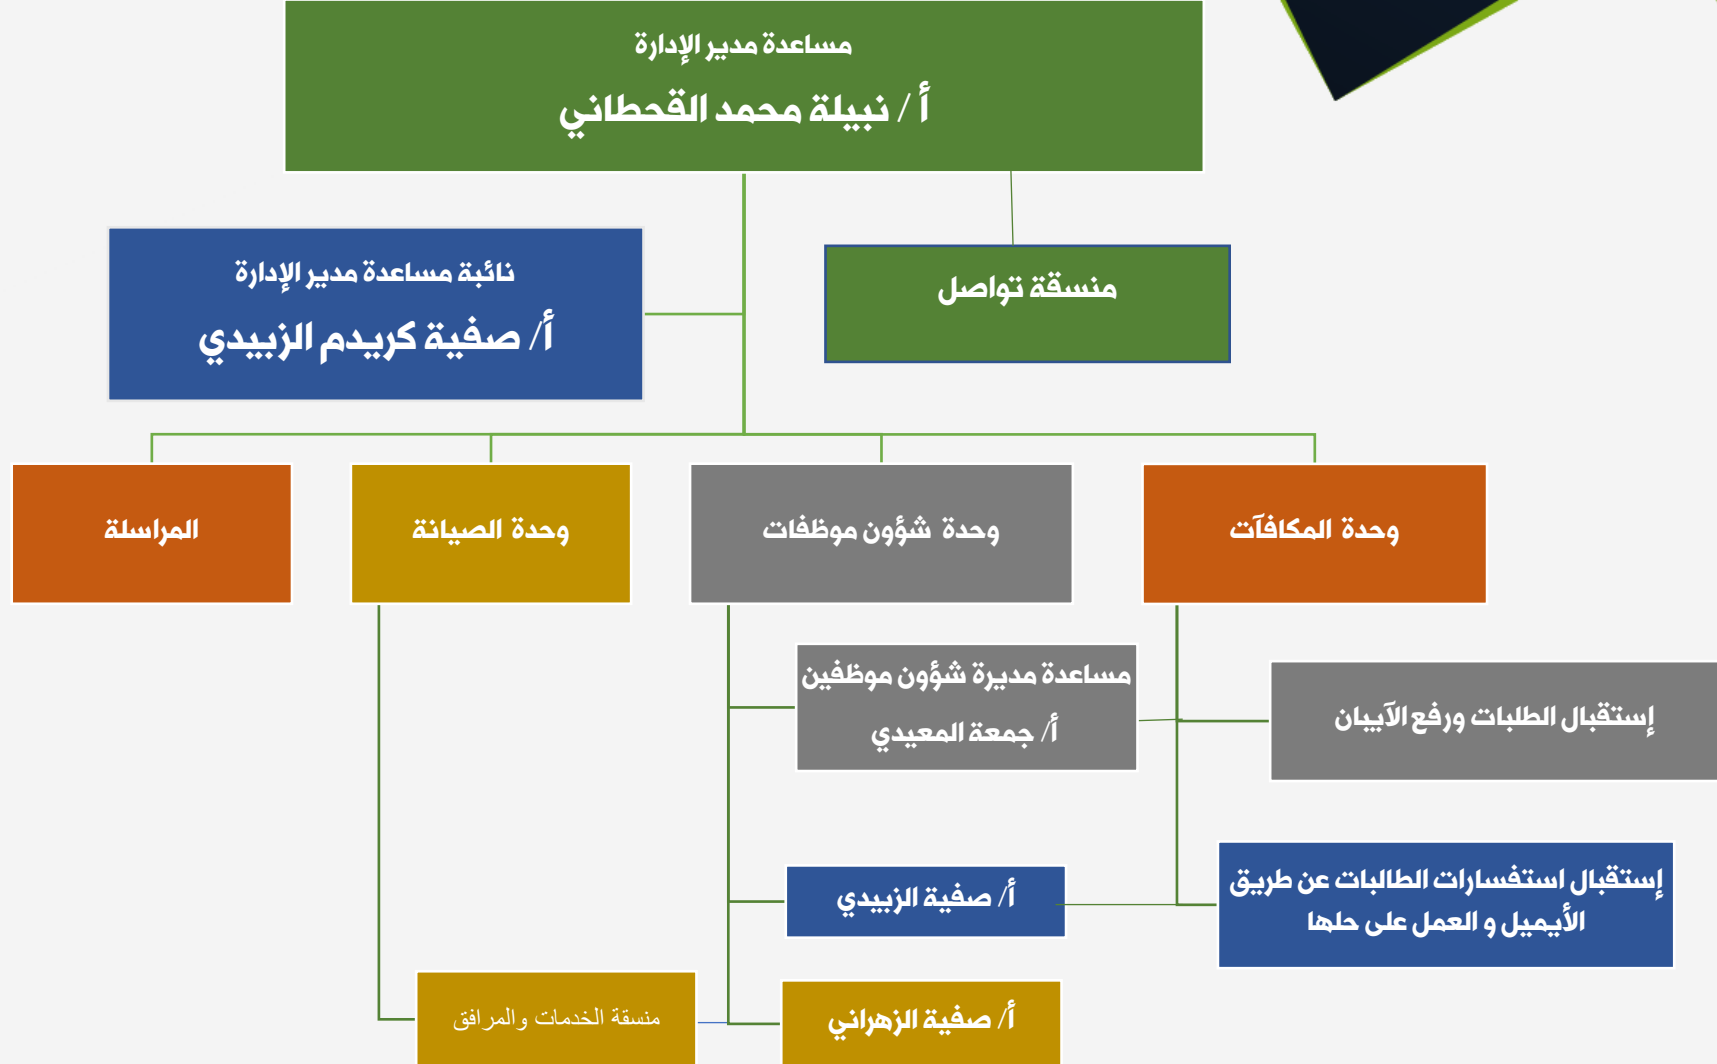 مساعدة مدير الإدارة
أ / نبيلة محمد القحطاني
منسقة تواصل
نائبة مساعدة مدير الإدارة
أ/ صفية كريدم الزبيدي
وحدة المكافآت
وحدة شؤون موظفات
وحدة الصيانة
المراسلة
إستقبال الطلبات ورفع الآيبان
مساعدة مديرة شؤون موظفين
أ/ جمعة المعيدي
إستقبال استفسارات الطالبات عن طريق
الأيميل و العمل على حلها
أ/ صفية الزبيدي
أ/ صفية الزهراني
منسقة الخدمات والمرافق